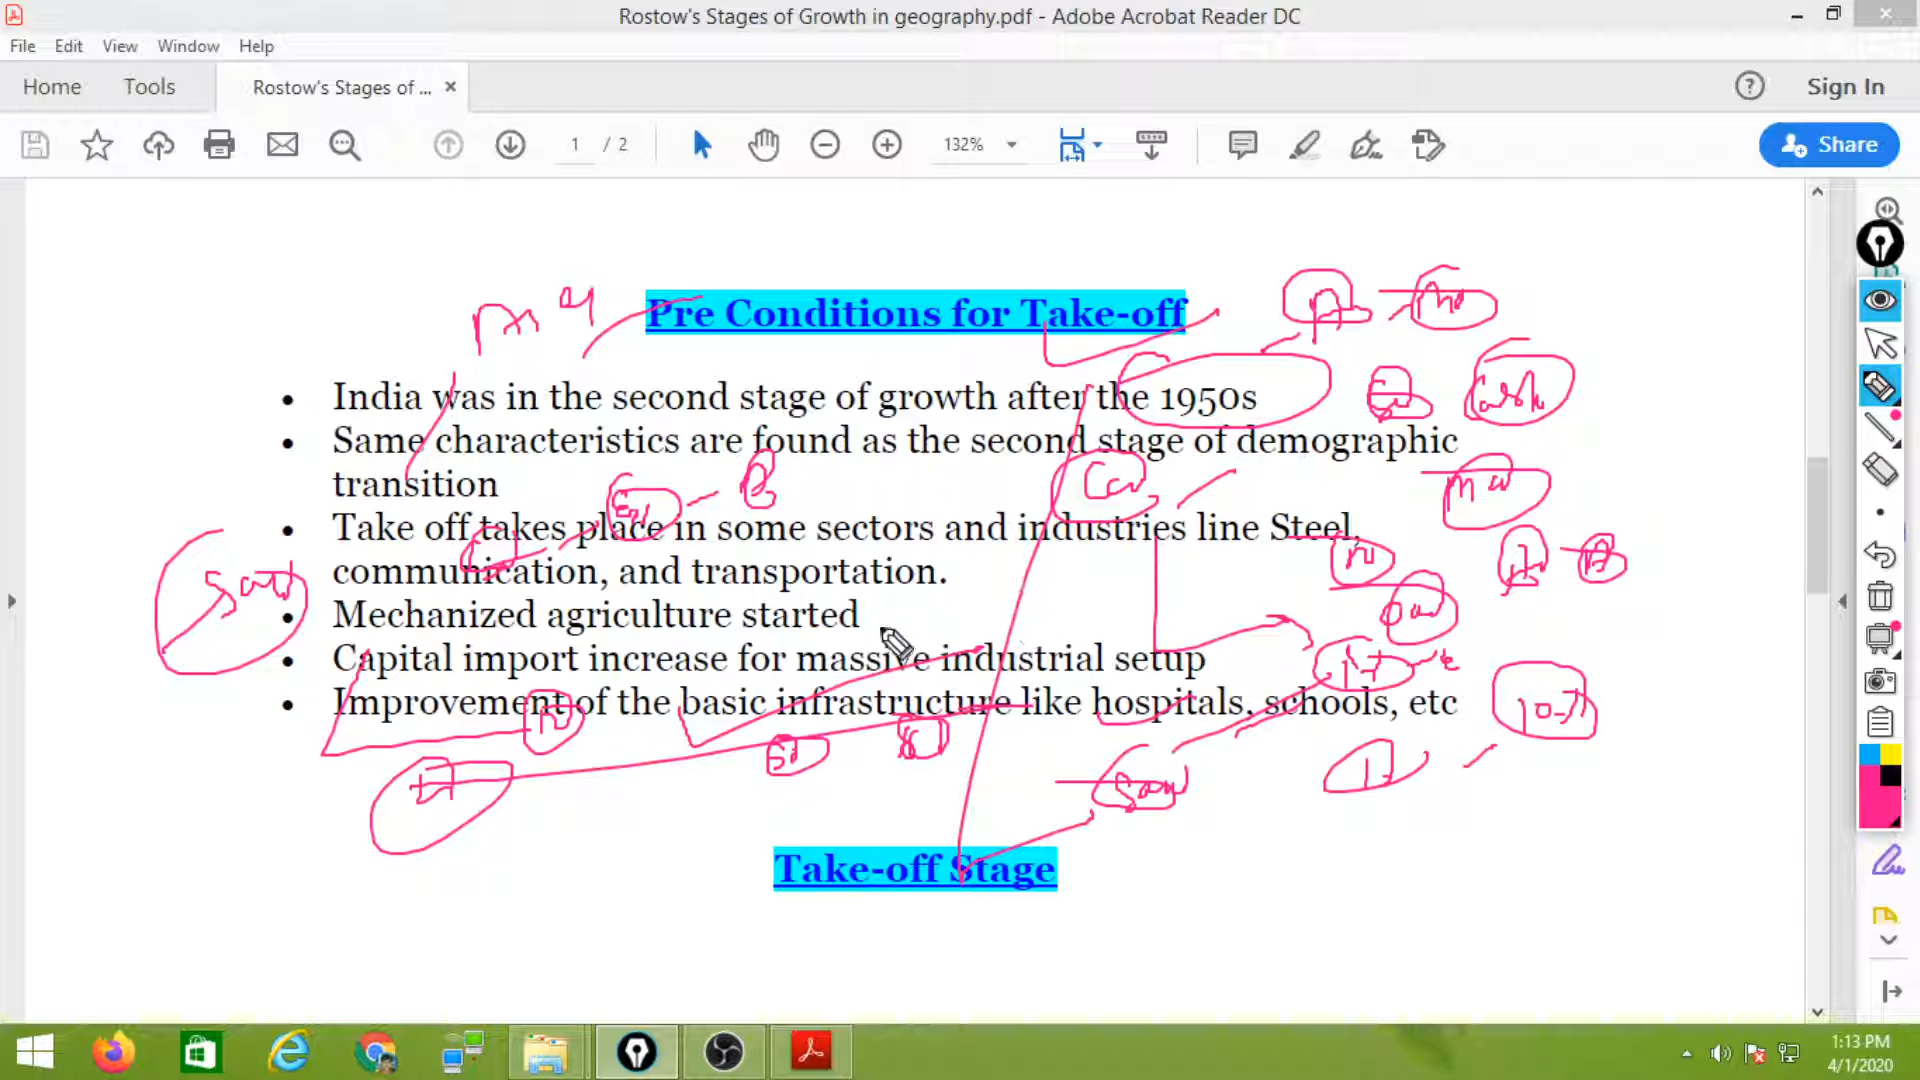 Rostow's Stages of Growth in geography.pdf - Adobe Acrobat Reader DC
File Edit View Window Help
Home Tools Rostow's Stages of ... × Sign In
1 / 2 132% Share
Pre Conditions for Take-off
• India was in the second stage of growth after the 1950s
• Same characteristics are found as the second stage of demographic
transition
• Take off takes place in some sectors and industries line Steel,
communication, and transportation.
• Mechanized agriculture started
• Capital import increase for massive industrial setup
• Improvement of the basic infrastructure like hospitals, schools, etc
Take-off Stage
1:13 PM
4/1/2020